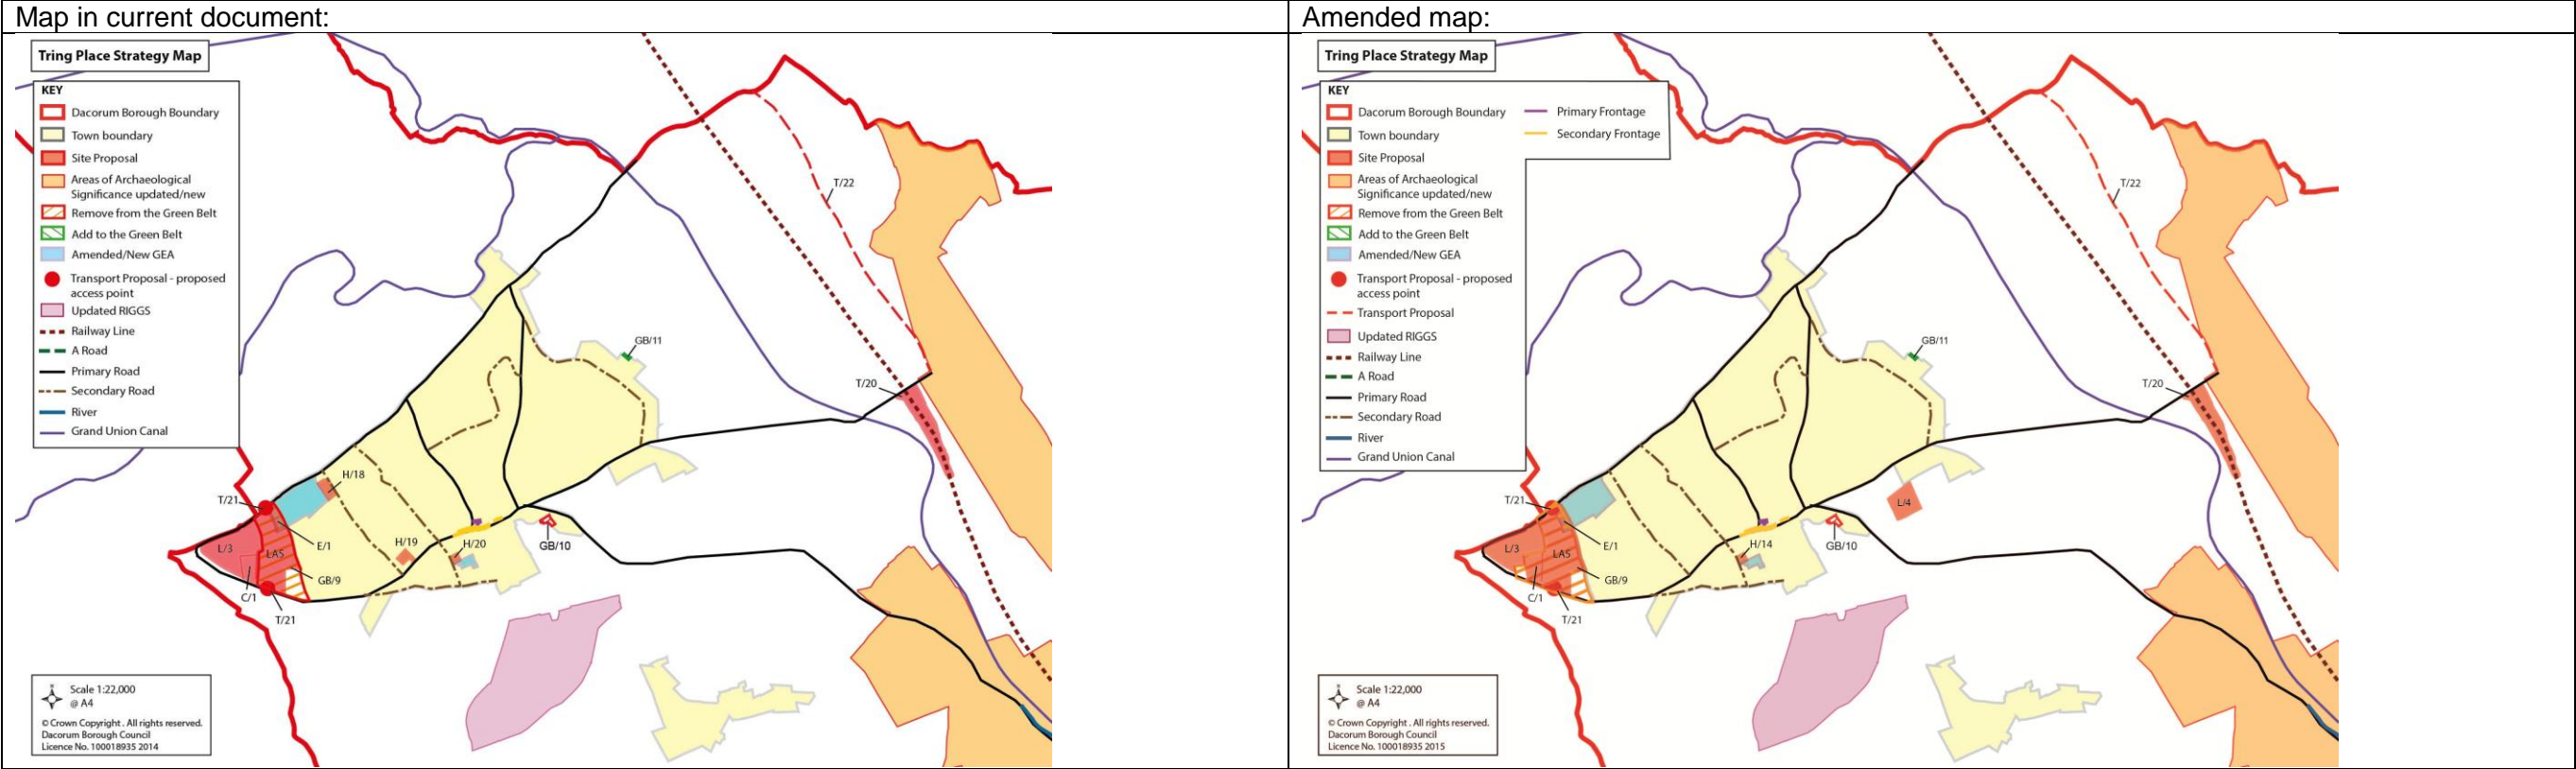 Map in current document:
Tring Place Strategy Map
KEY
Dacorum Borough Boundary
Town boundary
Site Proposal
Areas of Archaeological
Significance updated/new
Remove from the Green Belt
Add to the Green Belt
Amended/New GEA
Transport Proposal - proposed
access point
Updated RIGGS
Railway Line
A Road
Primary Road
Secondary Road
River
Grand Union Canal
T/22
GB/11
T/20
H/18
T/21
L/3
LAS
E/1
H/19
H/20
GB/10
GB/9
C/1
T/21
Scale 1:22,000
@ A4
© Crown Copyright . All rights reserved.
Dacorum Borough Council
Licence No. 100018935 2014
Amended map:
Tring Place Strategy Map
KEY
Dacorum Borough Boundary
Town boundary
Site Proposal
Areas of Archaeological
Significance updated/new
Remove from the Green Belt
Add to the Green Belt
Amended/New GEA
Transport Proposal - proposed
access point
Transport Proposal
Updated RIGGS
Railway Line
A Road
Primary Road
Secondary Road
River
Grand Union Canal
Primary Frontage
Secondary Frontage
T/22
GB/11
T/20
T/21
L/4
L/3
LAS
E/1
H/14
GB/10
GB/9
C/1
T/21
Scale 1:22,000
@ A4
© Crown Copyright . All rights reserved.
Dacorum Borough Council
Licence No. 100018935 2015